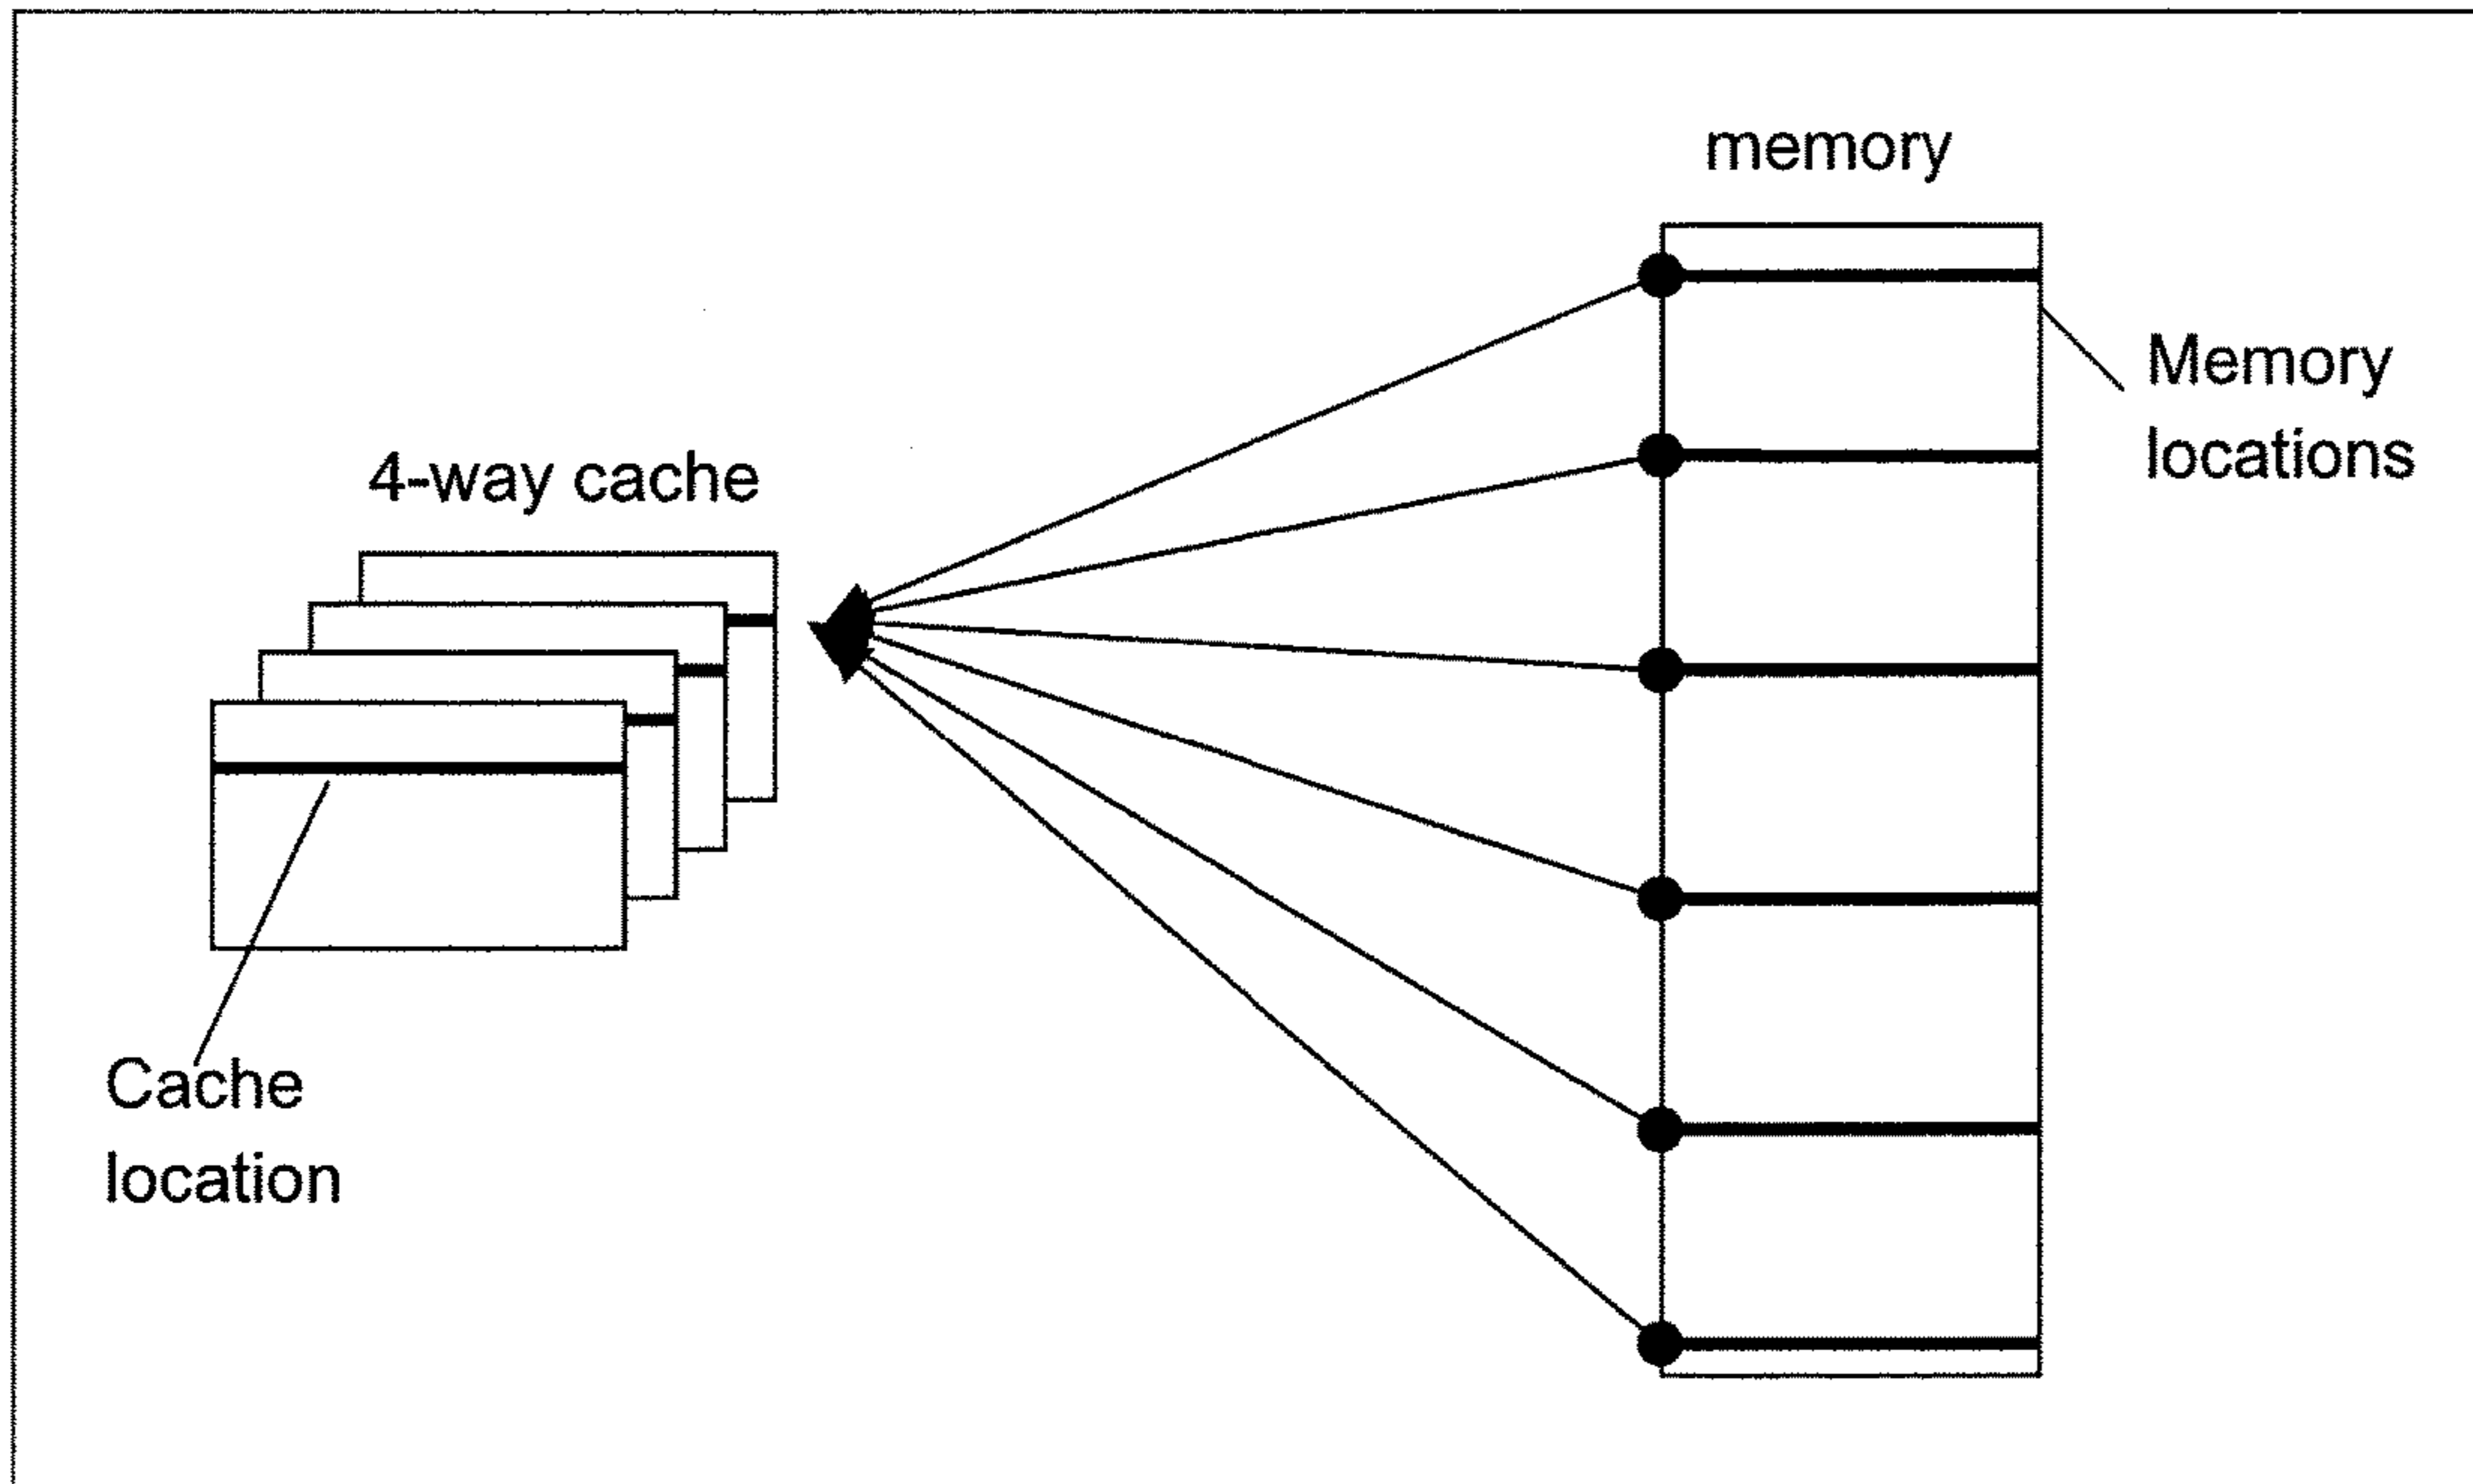 memory
Memory
locations
4-way cache
Cache
location